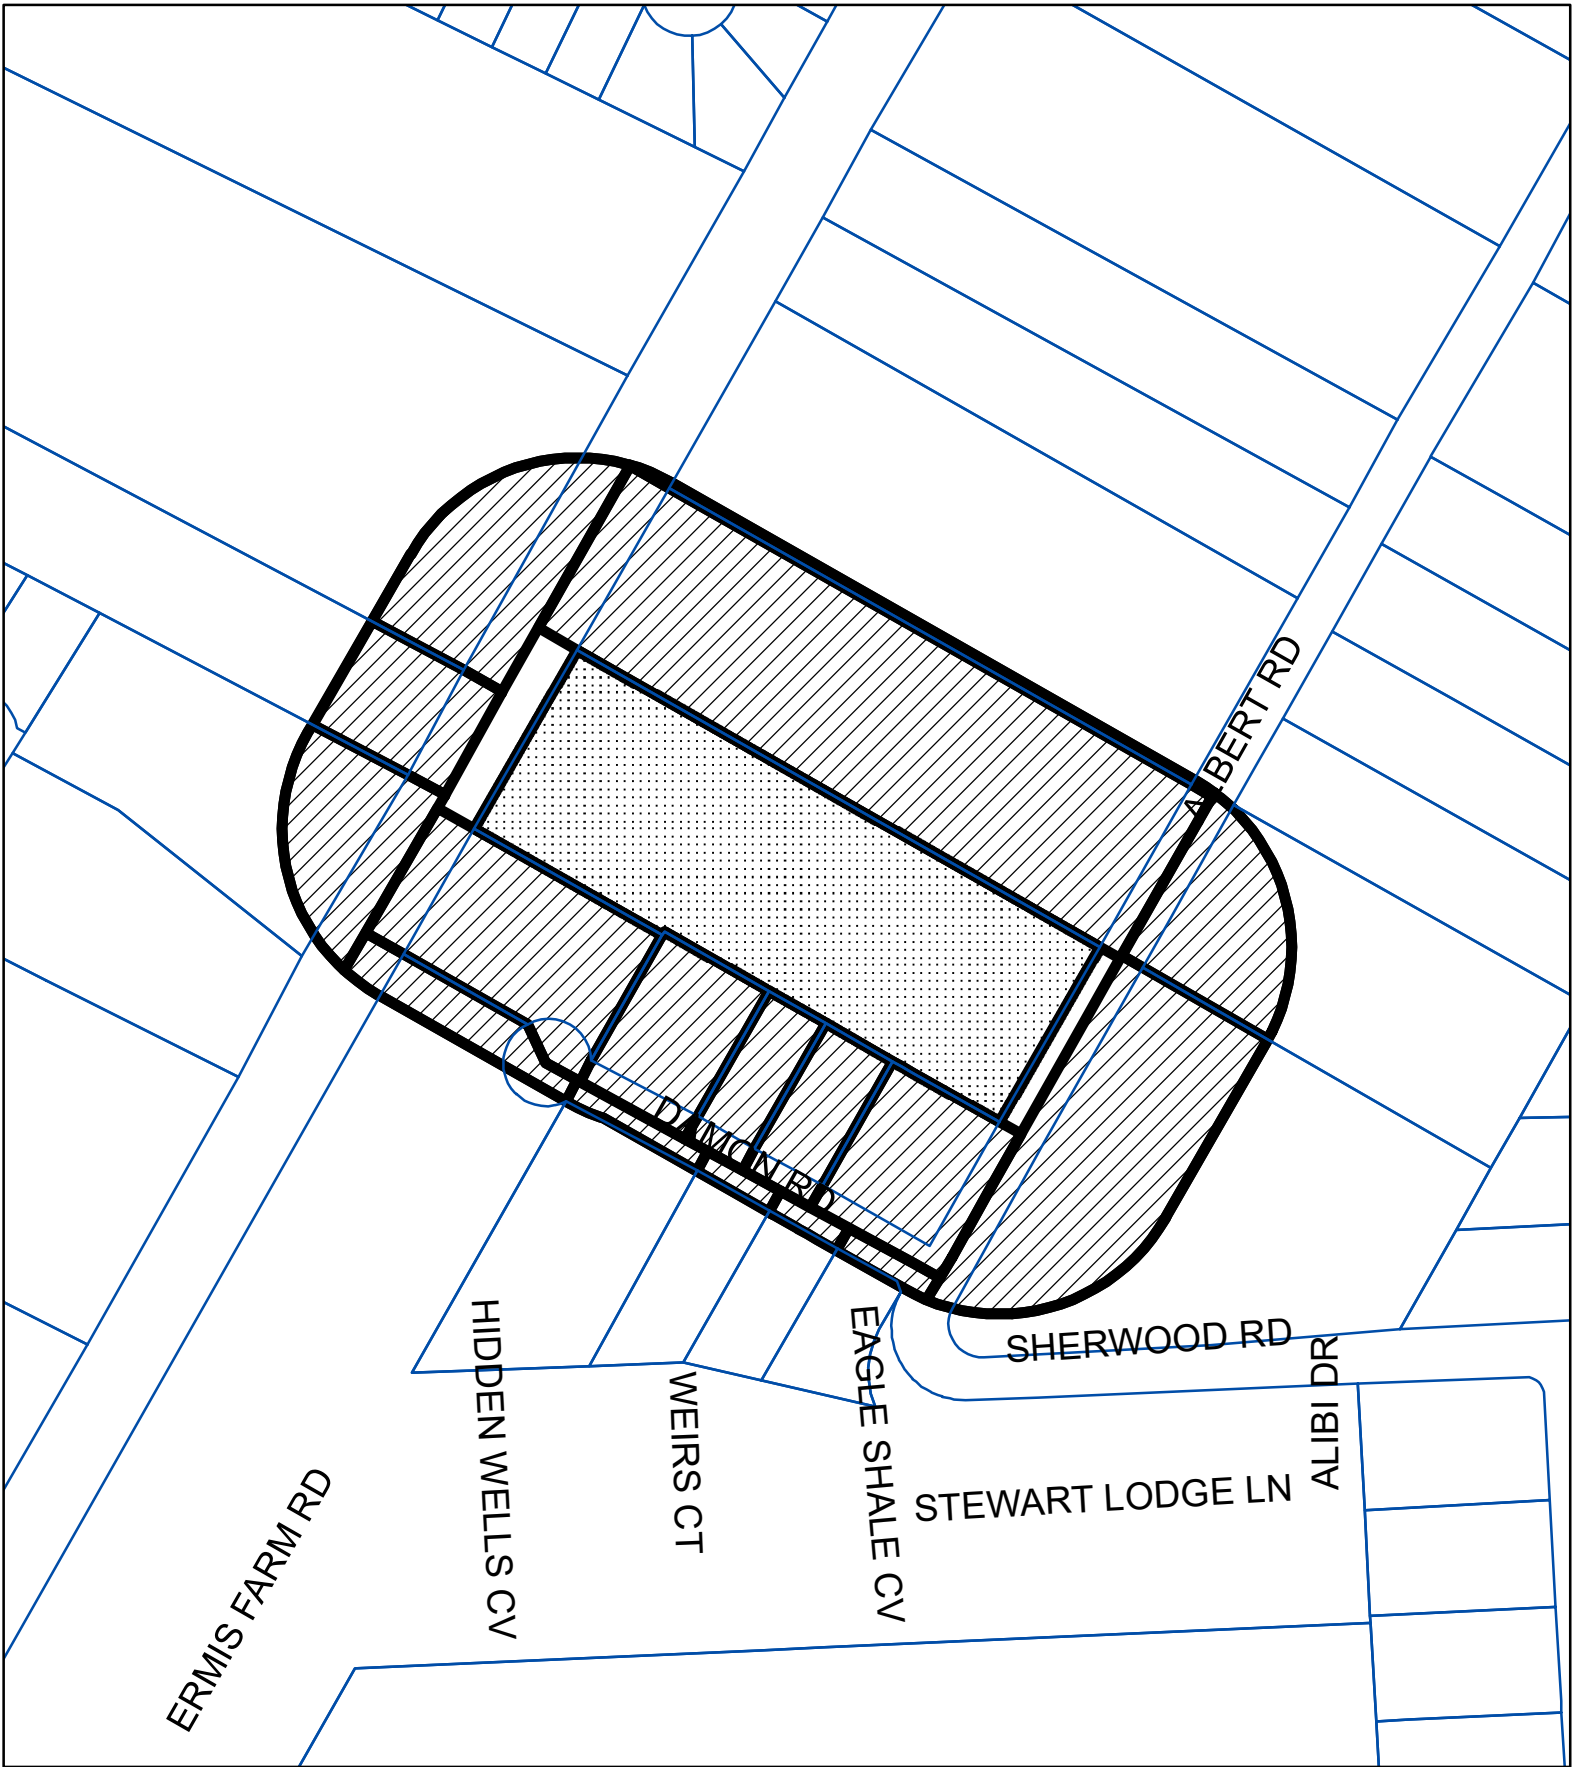 ALBERT RD
DAMON RD
SHERWOOD RD
HIDDEN WELLS CV
EAGLE SHALE CV
WEIRS CT
ALIBI DR
STEWART LODGE LN
ERMIS FARM RD